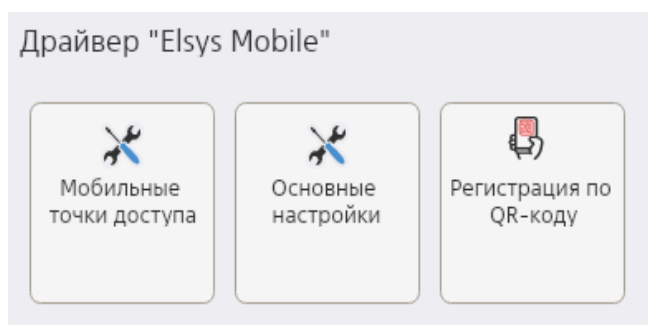 Драйвер "Elsys Mobile"
Мобильные
точки доступа
Основные
настройки
Регистрация по
QR-коду